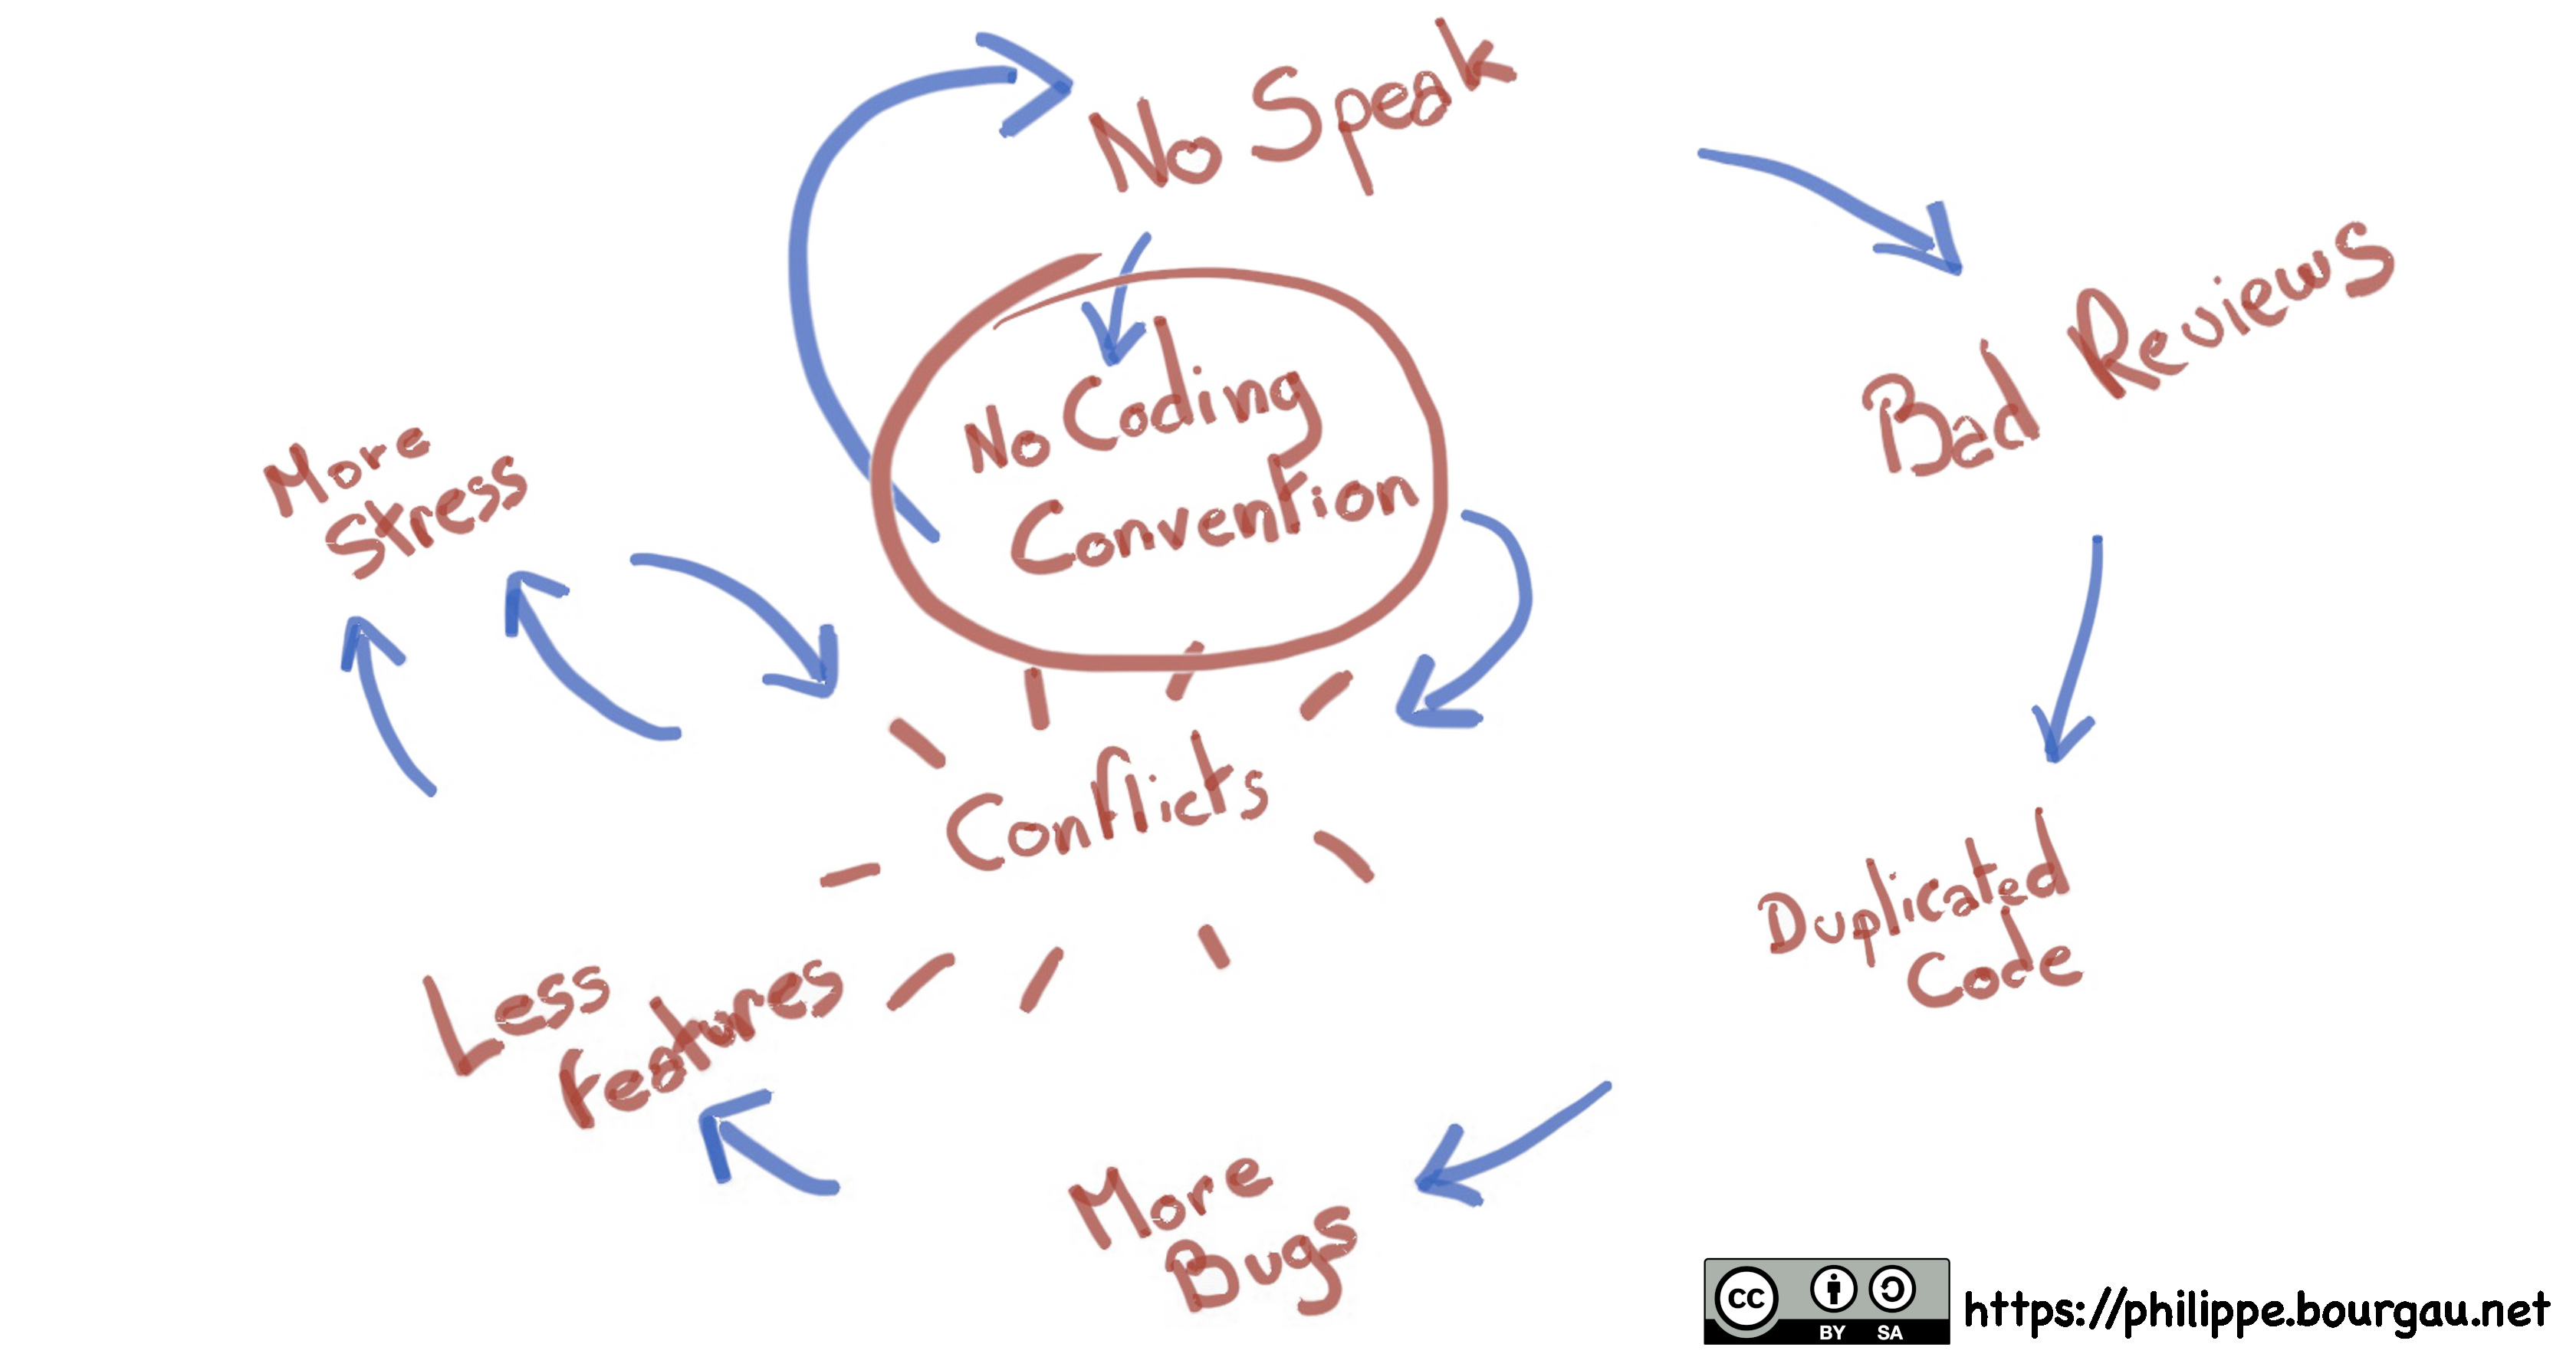 No Speak
Bad Reviews
No Coding
Convention
More
Stress
Conflicts
Duplicated
Code
Less
Features
More
Bugs
CC
BY SA
https://philippe.bourgau.net